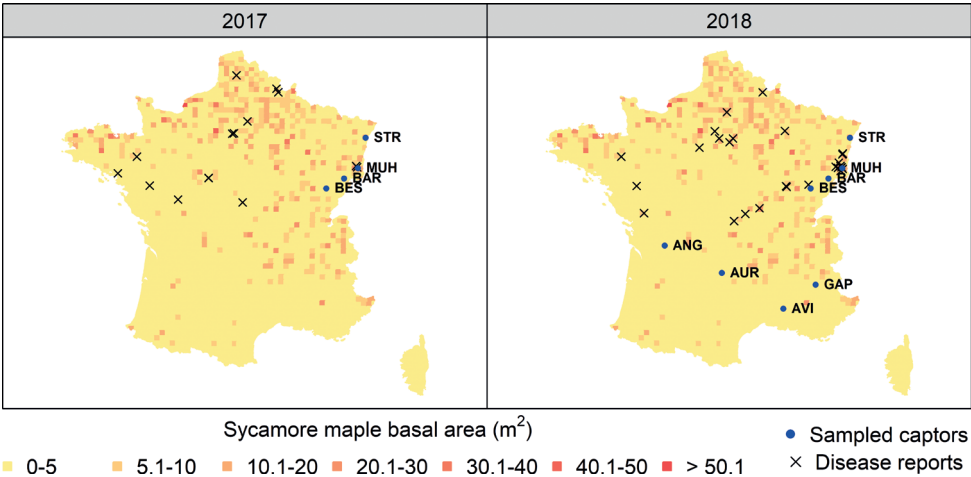 2017 2018
STR STR
MUH MUH
BAR BAR
BES BES
ANG
AUR
GAP
AVI
Sycamore maple basal area (m²)
Sampled captors
0-5 5.1-10 10.1-20 20.1-30 30.1-40 40.1-50 > 50.1
Disease reports